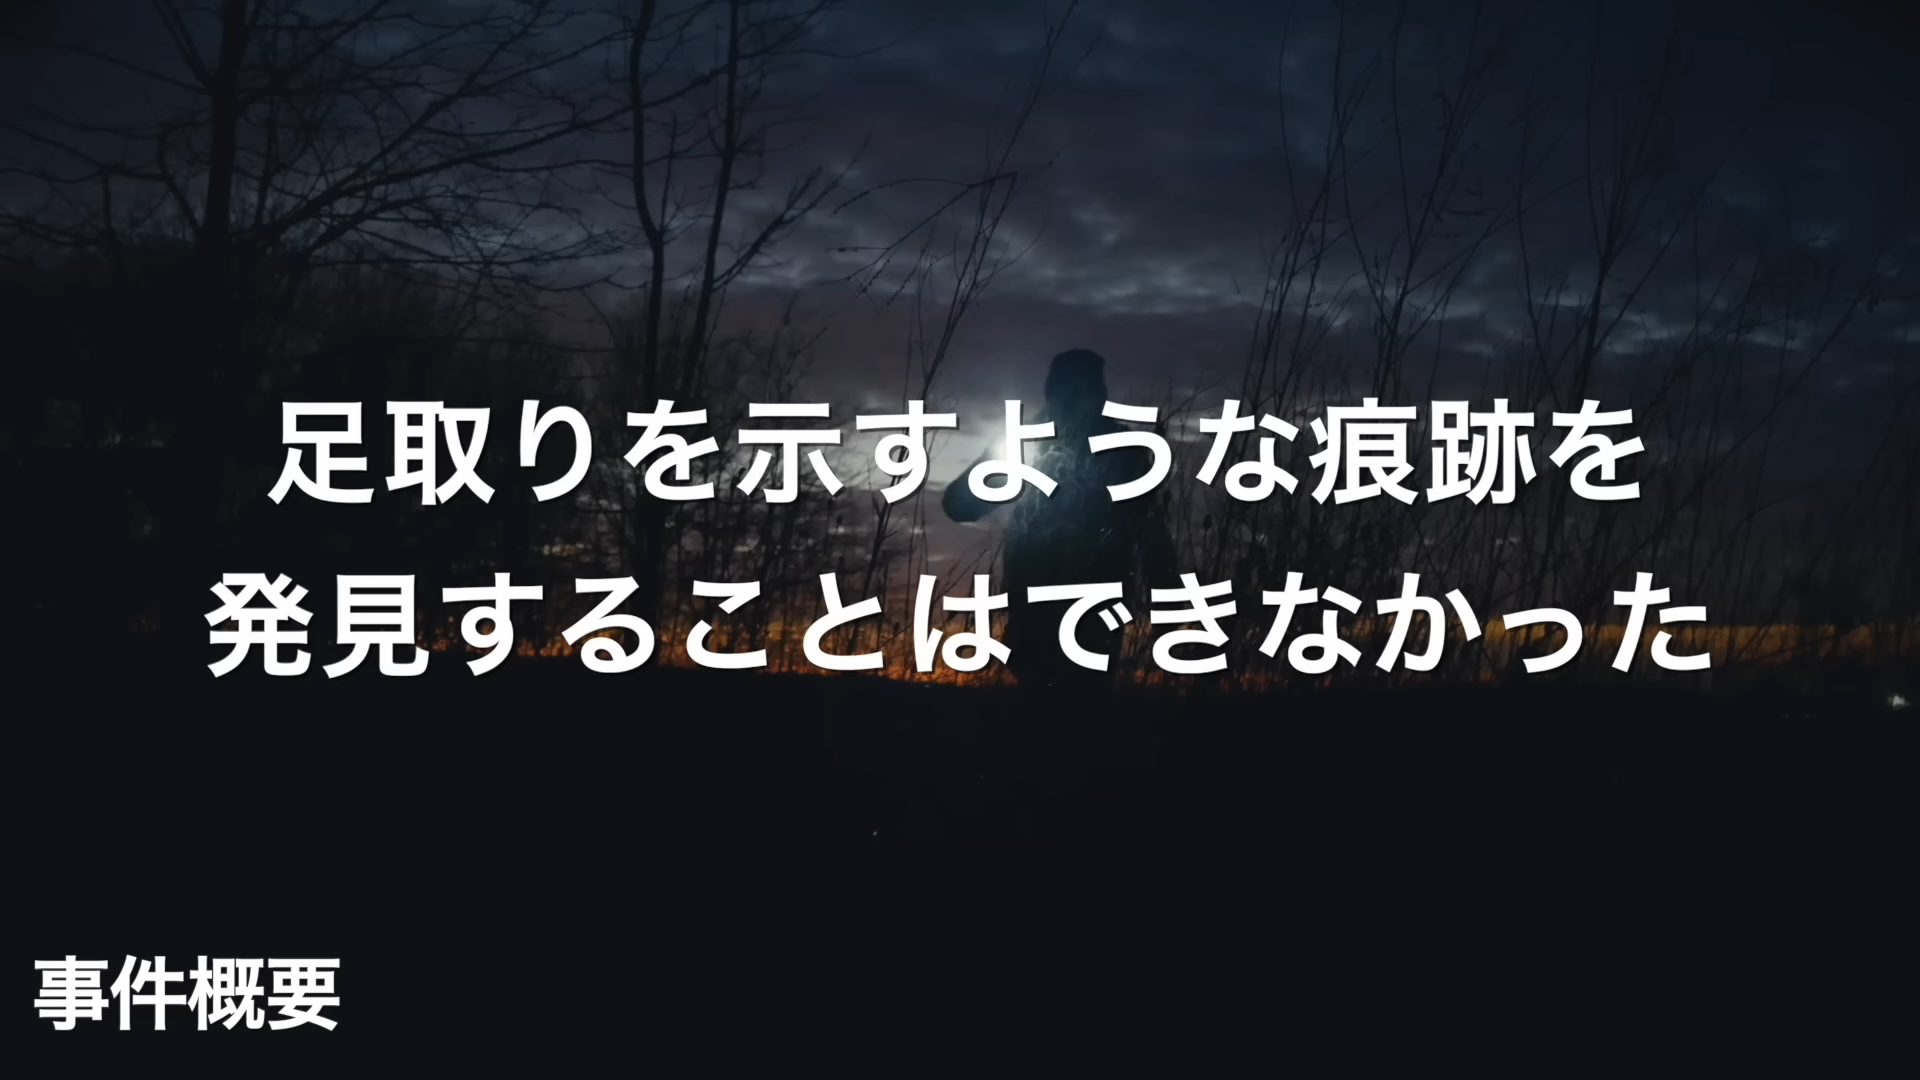 足取りを示すような痕跡を
発見することはできなかった
事件概要